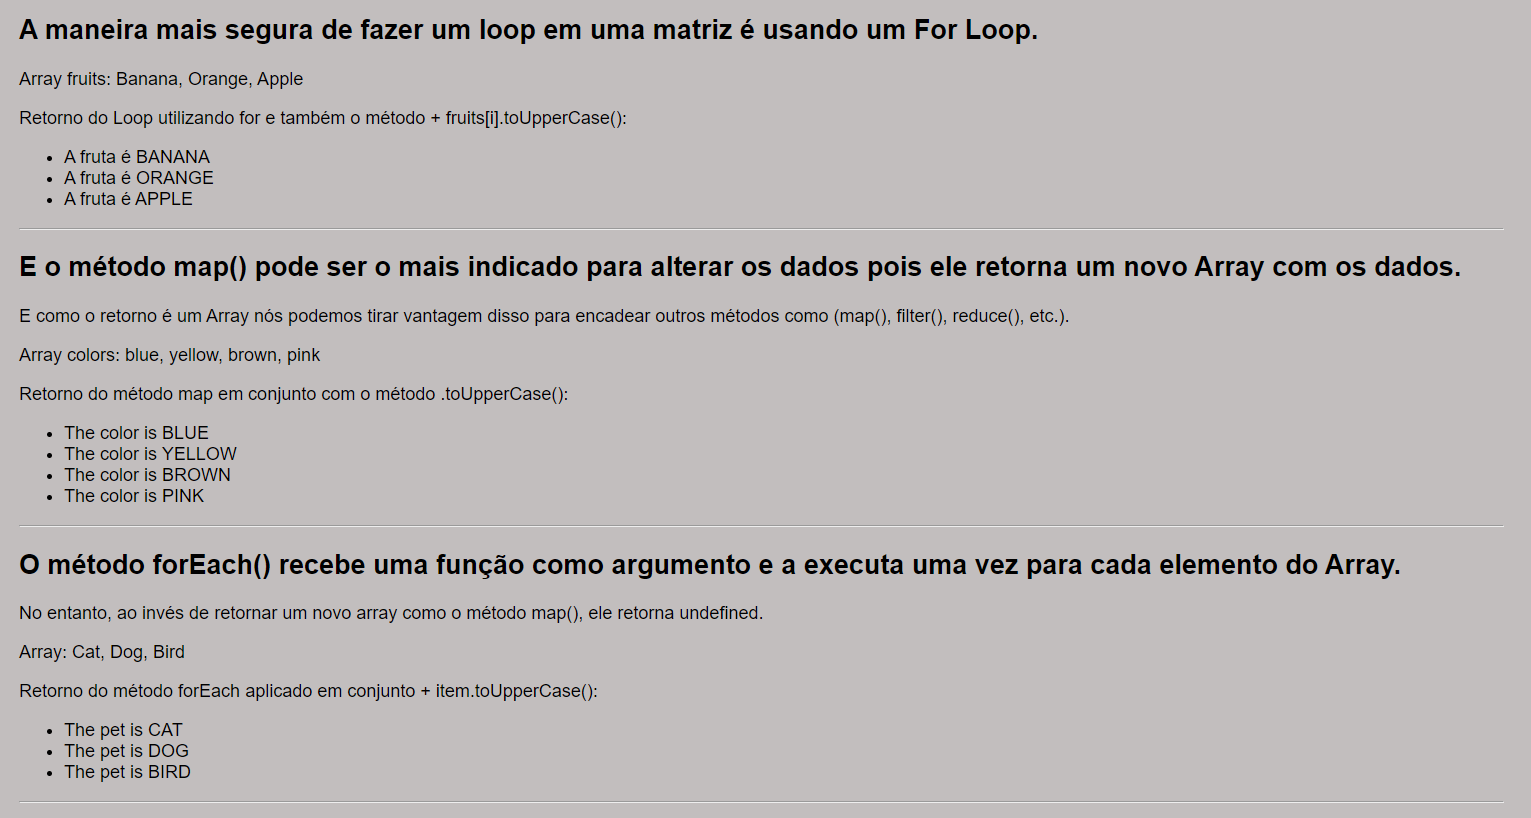 A maneira mais segura de fazer um loop em uma matriz é usando um For Loop.
Array fruits: Banana, Orange, Apple
Retorno do Loop utilizando for e também o método + fruits[i].toUpperCase():
• A fruta é BANANA
• A fruta é ORANGE
• A fruta é APPLE
E o método map() pode ser o mais indicado para alterar os dados pois ele retorna um novo Array com os dados.
E como o retorno é um Array nós podemos tirar vantagem disso para encadear outros métodos como (map(), filter(), reduce(), etc.).
Array colors: blue, yellow, brown, pink
Retorno do método map em conjunto com o método .toUpperCase():
• The color is BLUE
• The color is YELLOW
• The color is BROWN
• The color is PINK
O método forEach() recebe uma função como argumento e a executa uma vez para cada elemento do Array.
No entanto, ao invés de retornar um novo array como o método map(), ele retorna undefined.
Array: Cat, Dog, Bird
Retorno do método forEach aplicado em conjunto + item.toUpperCase():
• The pet is CAT
• The pet is DOG
• The pet is BIRD